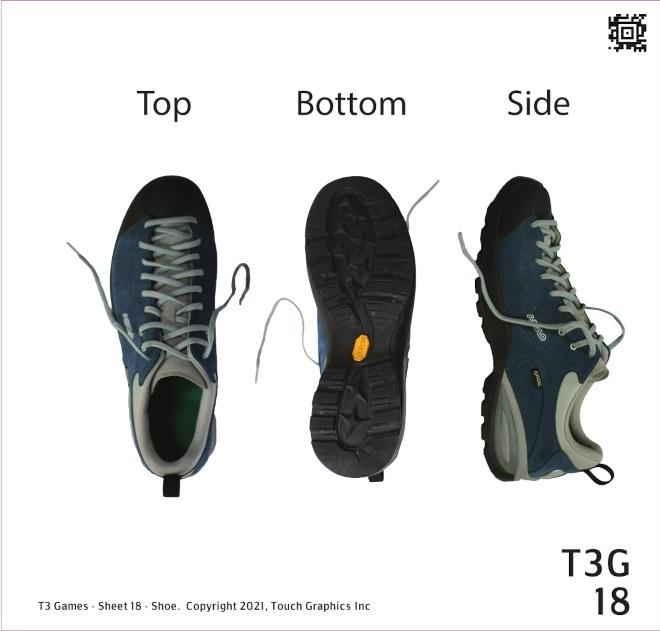 Top
Bottom
Side
T3G
18
T3 Games - Sheet 18 - Shoe. Copyright 2021, Touch Graphics Inc